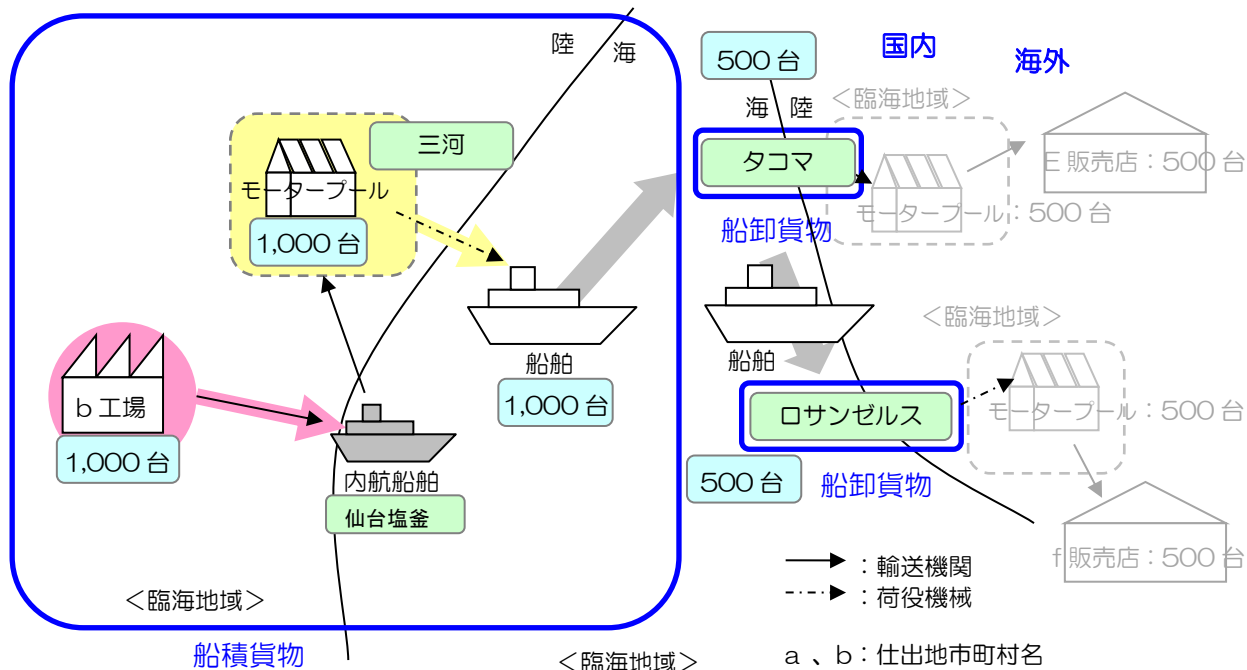 陸
海
三河
モータープール
1,000 台
船舶
1,000 台
b 工場
1,000 台
内航船舶
仙台塩釜
<臨海地域>
船積貨物
500 台
国内
海外
海 陸
<臨海地域>
タコマ
船卸貨物
モータープール：500 台
E 販売店：500 台
船舶
<臨海地域>
ロサンゼルス
モータープール：500 台
500 台
船卸貨物
f 販売店：500 台
：輸送機関
：荷役機械
<臨海地域>
a 、b：仕出地市町村名